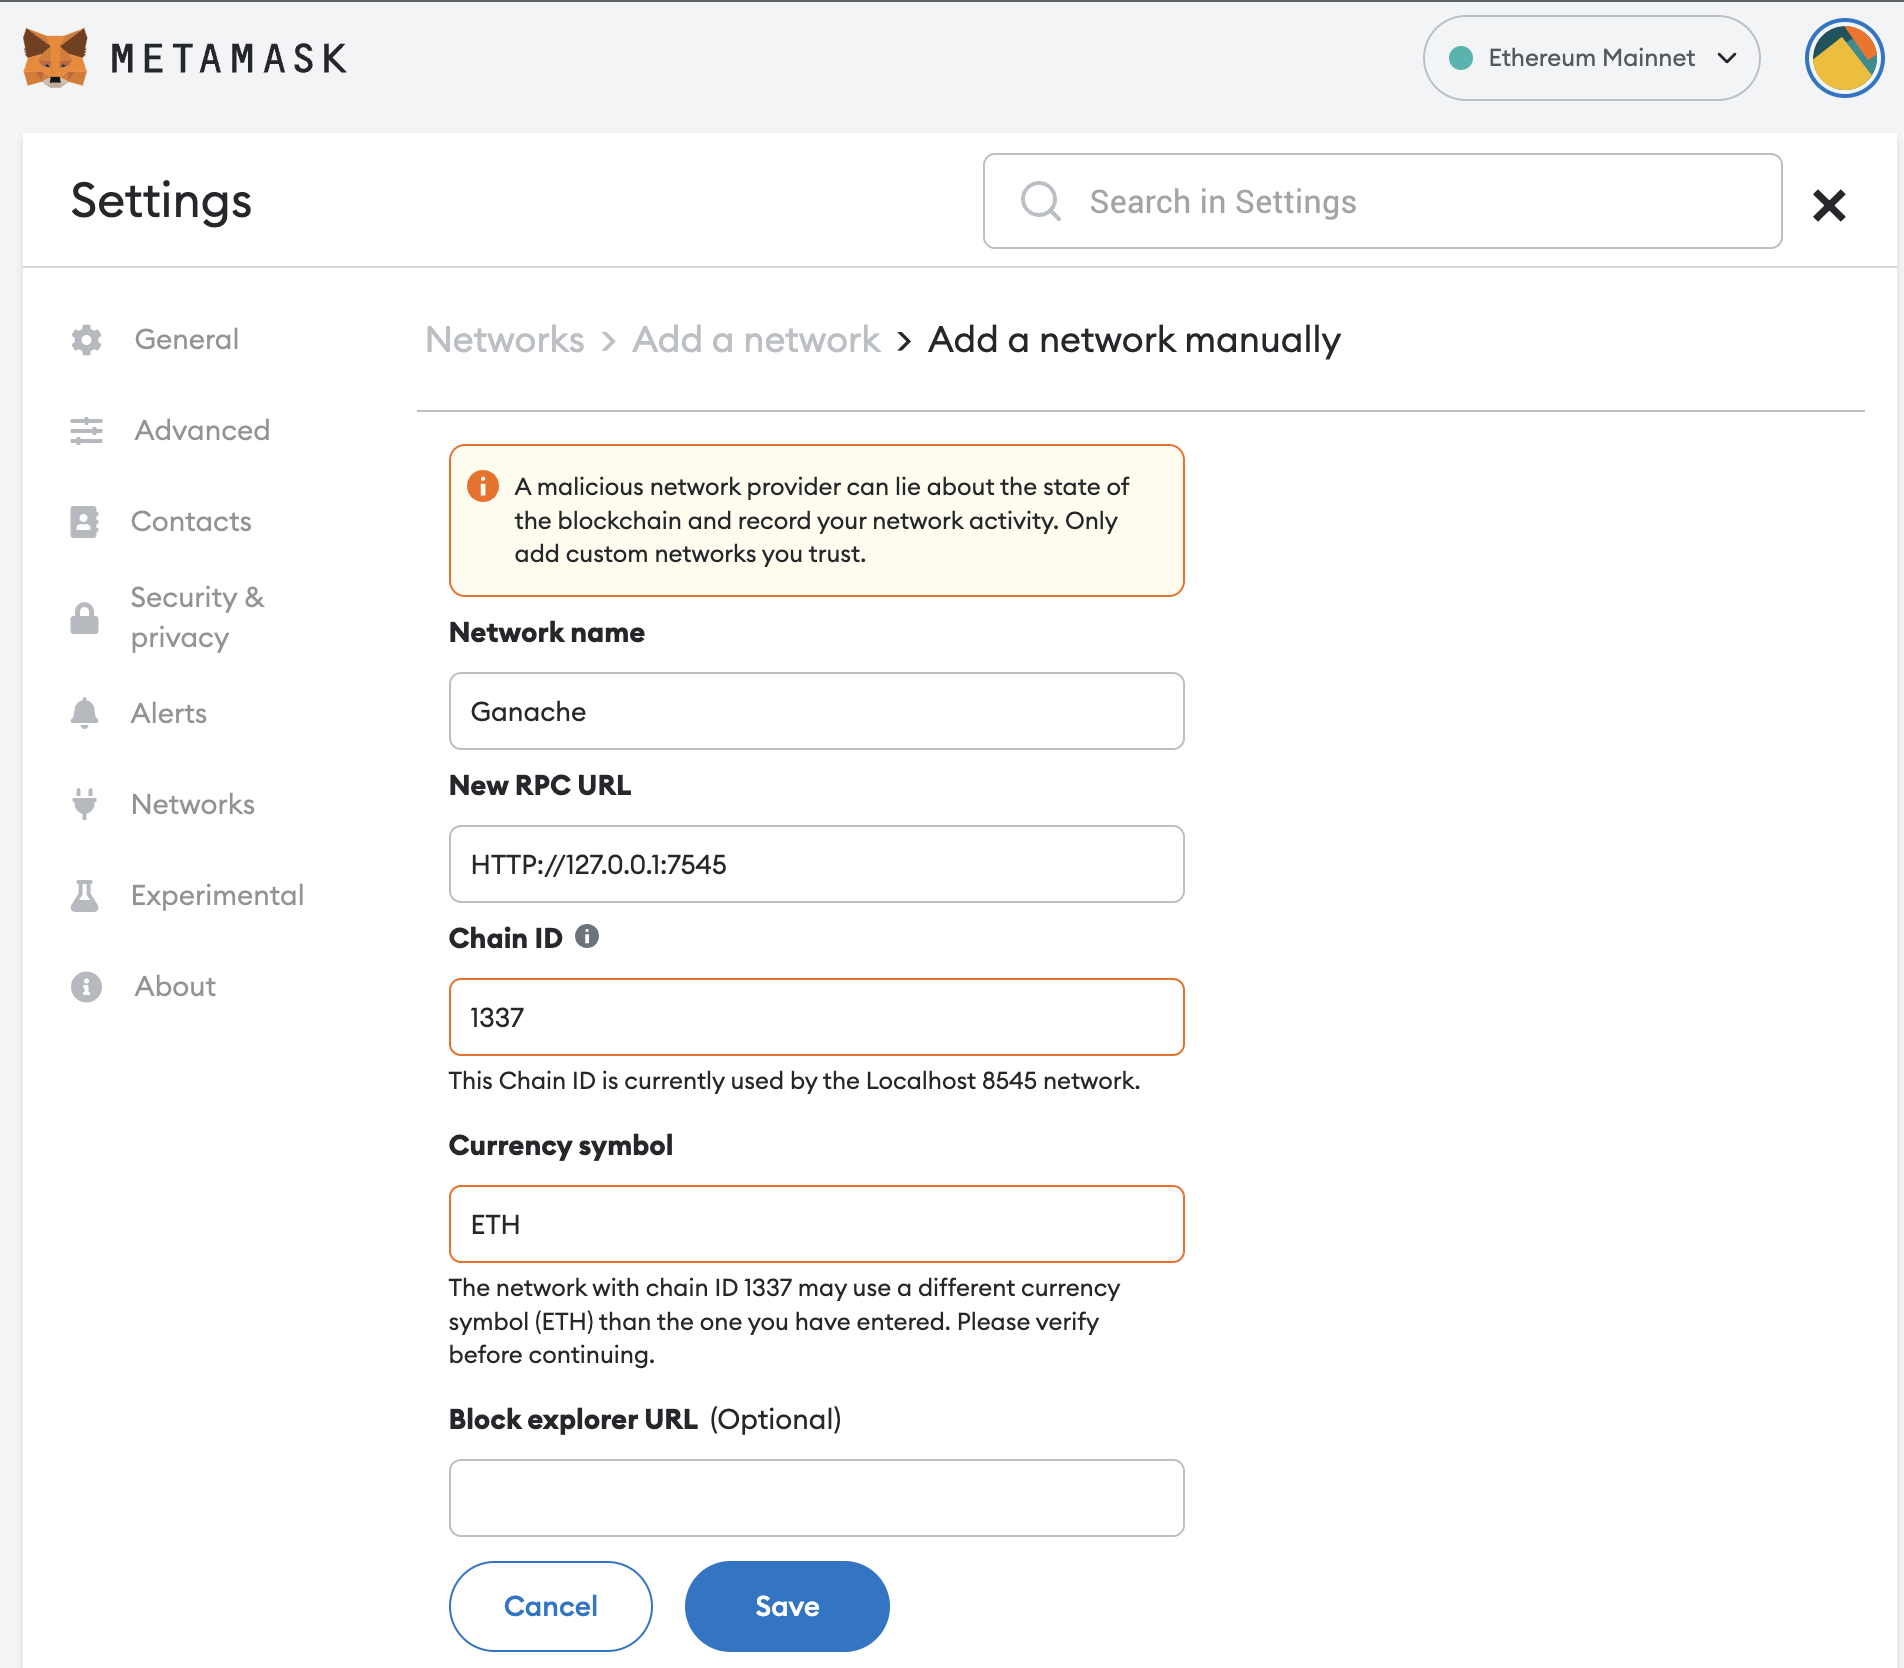 METAMASK
Ethereum Mainnet
Settings
Search in Settings
General
Advanced
Contacts
Security &
privacy
Alerts
Networks
Experimental
About
Networks > Add a network > Add a network manually
A malicious network provider can lie about the state of
the blockchain and record your network activity. Only
add custom networks you trust.
Network name
Ganache
New RPC URL
HTTP://127.0.0.1:7545
Chain ID
1337
This Chain ID is currently used by the Localhost 8545 network.
Currency symbol
ETH
The network with chain ID 1337 may use a different currency
symbol (ETH) than the one you have entered. Please verify
before continuing.
Block explorer URL (Optional)
Cancel
Save